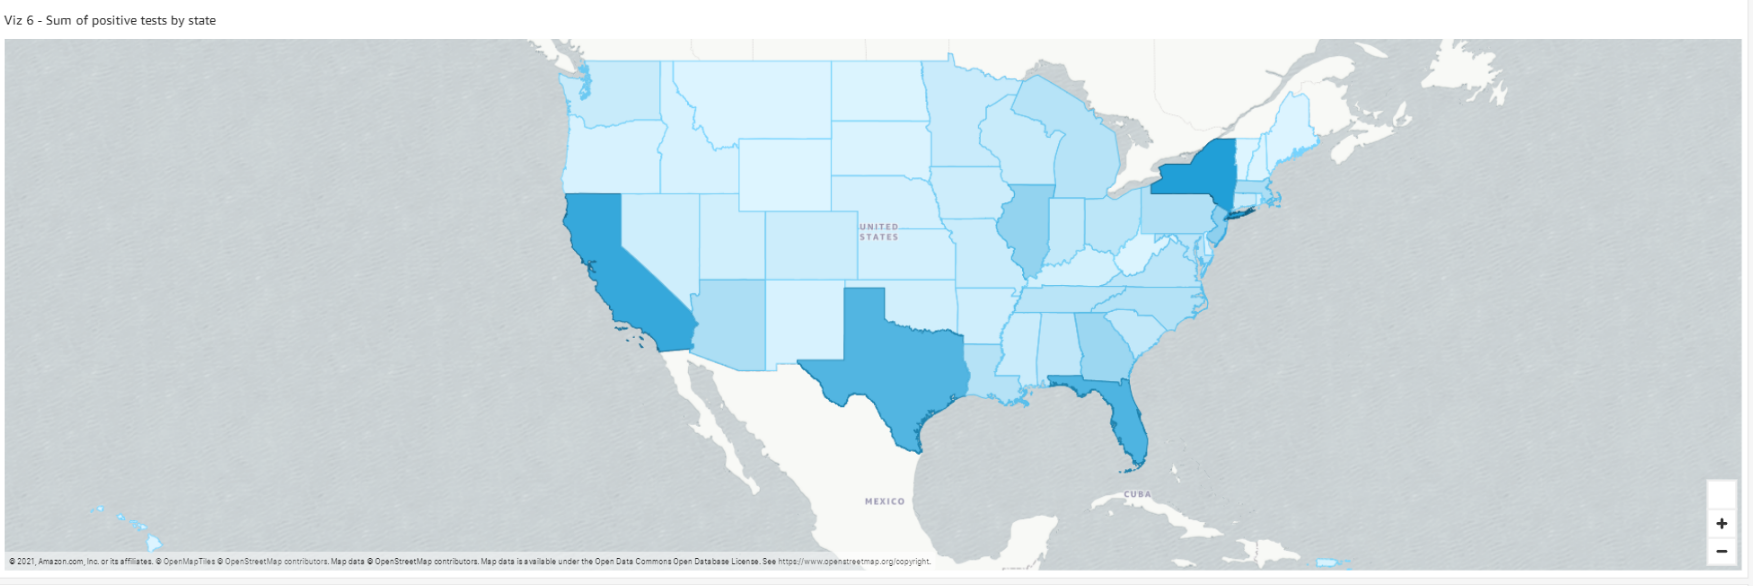 Viz 6 - Sum of positive tests by state
UNITED
STATES
MEXICO
CUBA
+
−
© 2021, Amazon.com, Inc. or its affiliates. © OpenMapTiles © OpenStreetMap contributors. Map data © OpenStreetMap contributors. Map data is available under the Open Data Commons Open Database License. See https://www.openstreetmap.org/copyright.